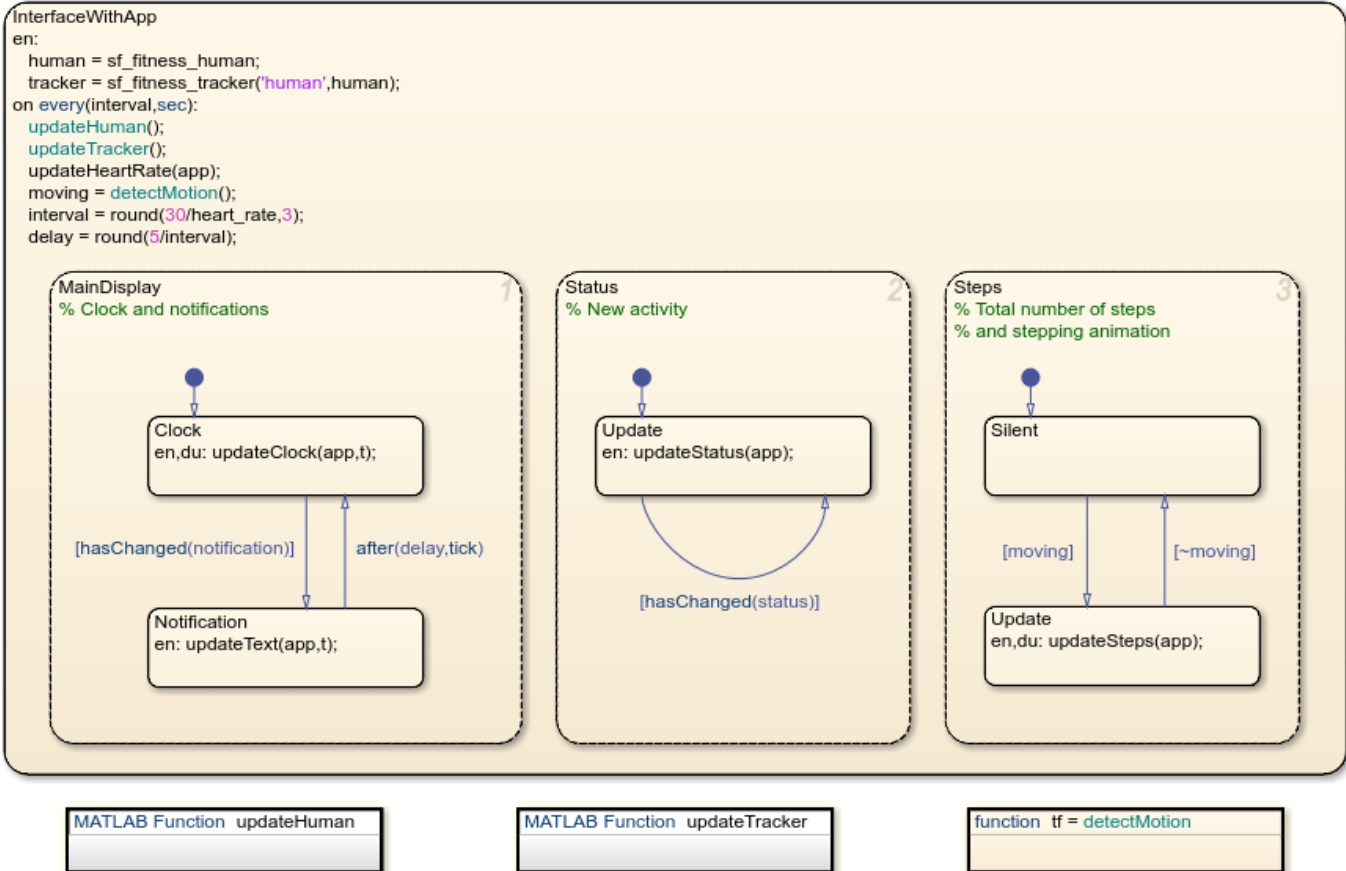 InterfaceWithApp
en:
human = sf_fitness_human;
tracker = sf_fitness_tracker('human',human);
on every(interval,sec):
updateHuman();
updateTracker();
updateHeartRate(app);
moving = detectMotion();
interval = round(30/heart_rate,3);
delay = round(5/interval);
MainDisplay
1
% Clock and notifications
Clock
en,du: updateClock(app,t);
[hasChanged(notification)]
after(delay,tick)
Notification
en: updateText(app,t);
Status
2
% New activity
Update
en: updateStatus(app);
[hasChanged(status)]
Steps
3
% Total number of steps
% and stepping animation
Silent
[moving]
[~moving]
Update
en,du: updateSteps(app);
MATLAB Function updateHuman
MATLAB Function updateTracker
function tf = detectMotion